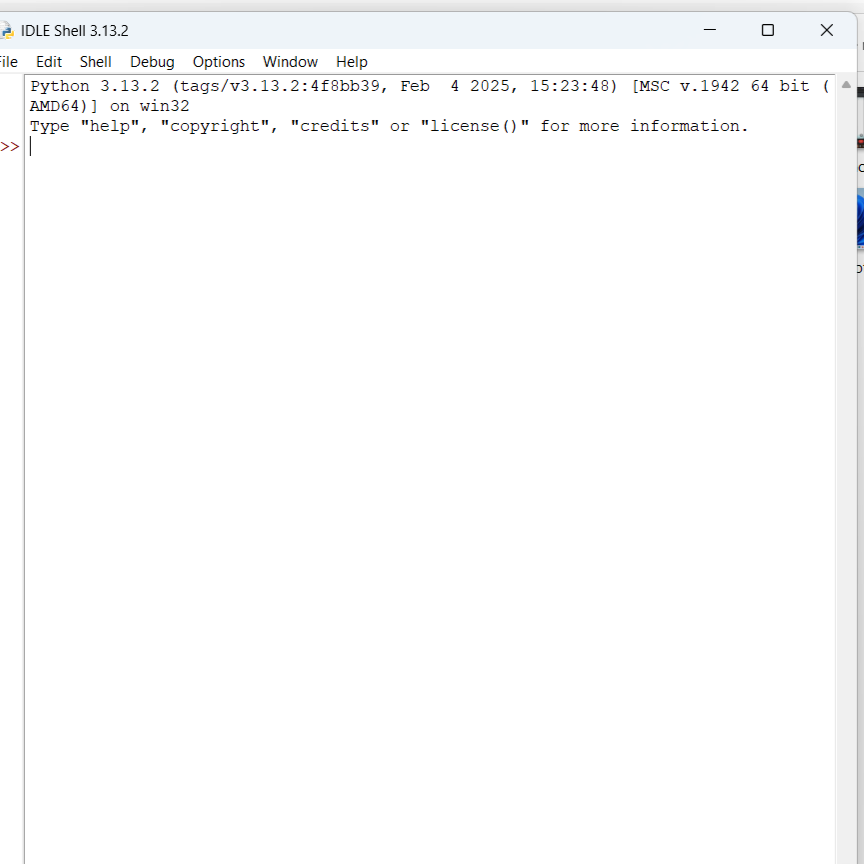 IDLE Shell 3.13.2
ile Edit Shell Debug Options Window Help
Python 3.13.2 (tags/v3.13.2:4f8bb39, Feb  4 2025, 15:23:48) [MSC v.1942 64 bit (
AMD64)] on win32
Type "help", "copyright", "credits" or "license()" for more information.
>>